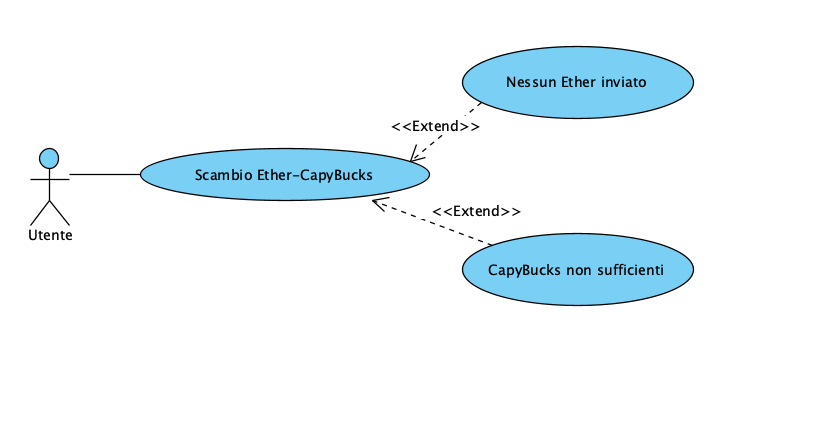 Nessun Ether inviato
<<Extend>>
Scambio Ether-CapyBucks
<<Extend>>
Utente
CapyBucks non sufficienti